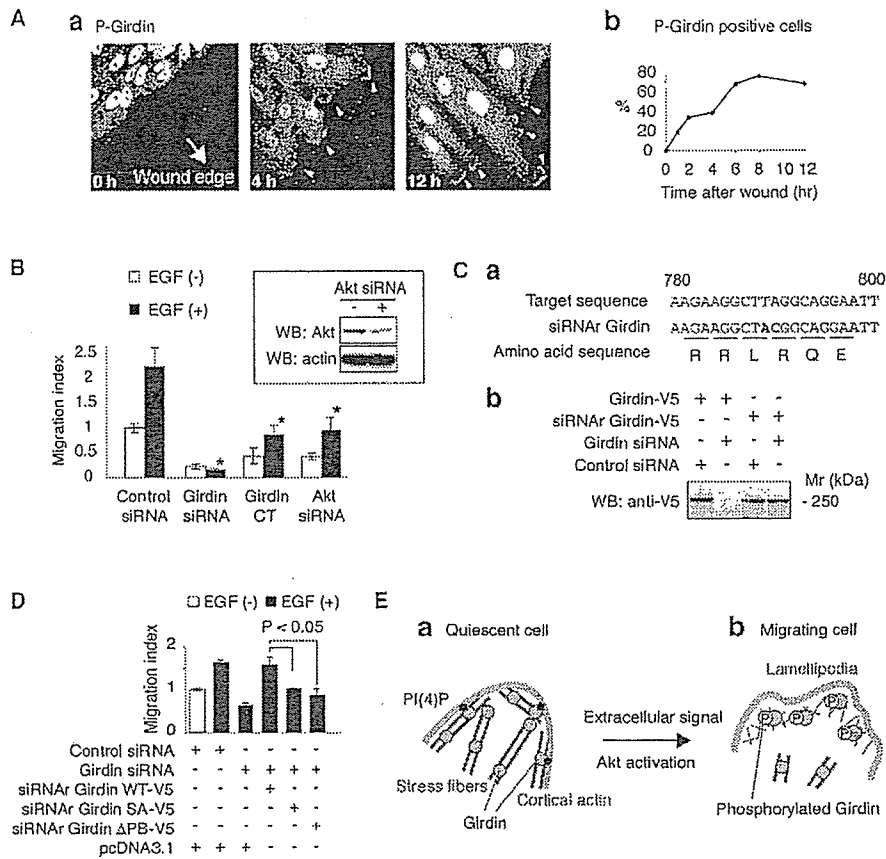 A
a
P-Girdin
0 h
Wound edge
4 h
12 h
b
P-Girdin positive cells
80
60
%
40
20
0
0 2 4 6 8 10 12
Time after wound (hr)
B
EGF (-)
EGF (+)
Akt siRNA
- +
WB: Akt
WB: actin
Migration index
2.5
2
1.5
1
0.5
0
*
*
*
Control siRNA
Girdin siRNA
Girdin CT
Akt siRNA
C
a
780 800
Target sequence AAGAAGGCTTAGGCAGGAATT
siRNAr Girdin AAGAAGGCTACGGCAGGAATT
Amino acid sequence R R L R Q E
b
Girdin-V5 + + - -
siRNAr Girdin-V5 - - + +
Girdin siRNA - + - +
Control siRNA + - + -
Mr (kDa)
WB: anti-V5
- 250
D
EGF (-) EGF (+)
P < 0.05
Migration index
2
1
0
Control siRNA + + - - - -
Girdin siRNA - - + + + +
siRNAr Girdin WT-V5 - - - + - -
siRNAr Girdin SA-V5 - - - - + -
siRNAr Girdin ΔPB-V5 - - - - - +
pcDNA3.1 + + + - - -
E
a Quiescent cell
PI(4)P
Stress fibers
Cortical actin
Girdin
Extracellular signal
Akt activation
b Migrating cell
Lamellipodia
P P P P
Phosphorylated Girdin